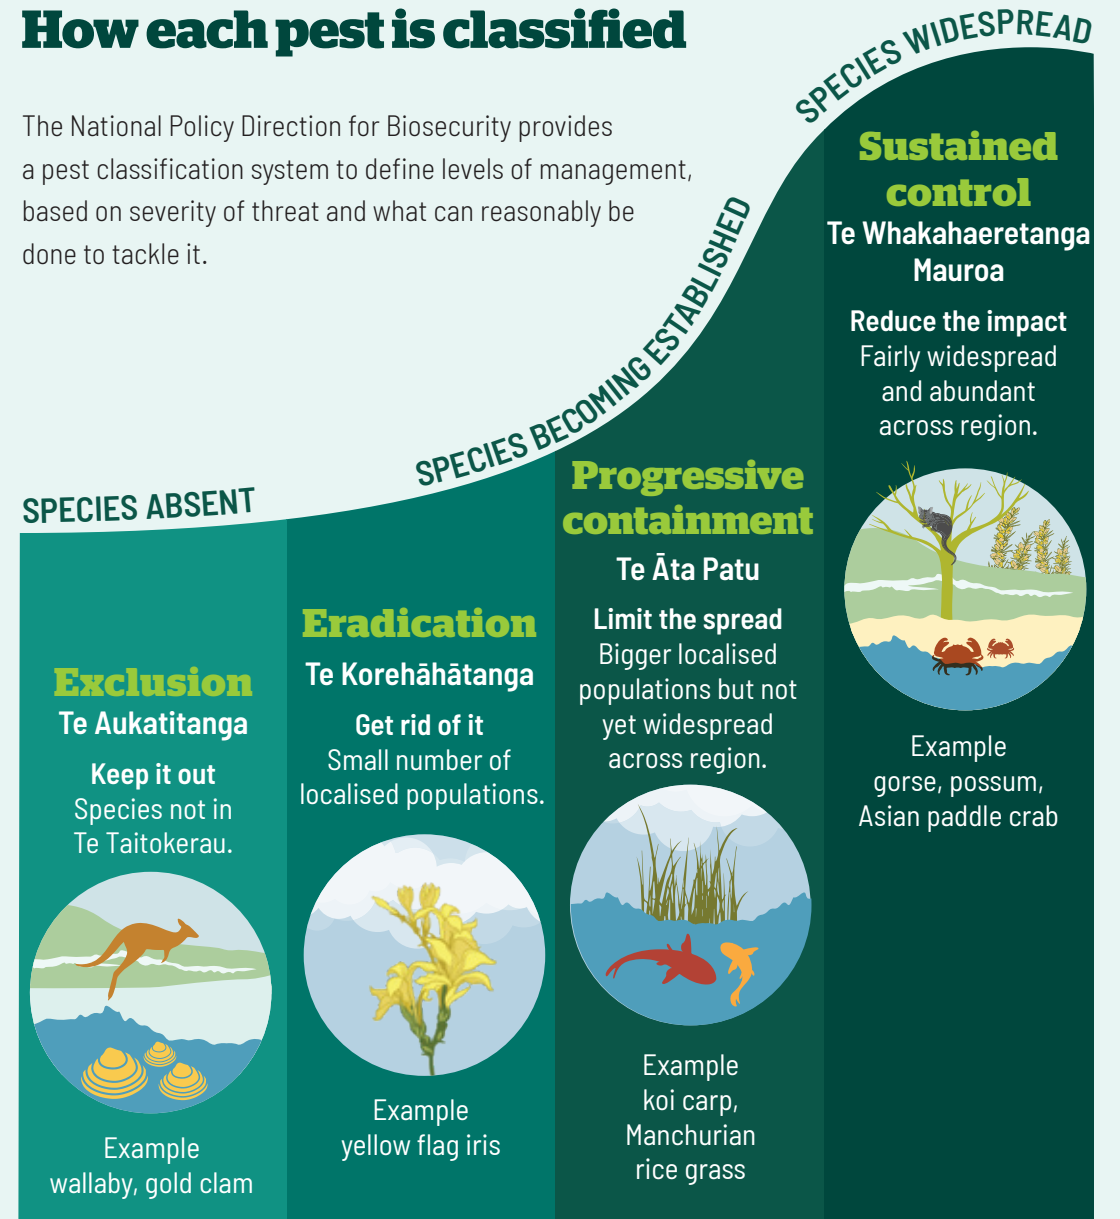 How each pest is classified
The National Policy Direction for Biosecurity provides
a pest classification system to define levels of management,
based on severity of threat and what can reasonably be
done to tackle it.
SPECIES ABSENT
SPECIES BECOMING ESTABLISHED
SPECIES WIDESPREAD
Exclusion
Te Aukatitanga
Keep it out
Species not in
Te Taitokerau.
Example
wallaby, gold clam
Eradication
Te Korehāhātanga
Get rid of it
Small number of
localised populations.
Example
yellow flag iris
Progressive
containment
Te Āta Patu
Limit the spread
Bigger localised
populations but not
yet widespread
across region.
Example
koi carp,
Manchurian
rice grass
Sustained
control
Te Whakahaeretanga
Mauroa
Reduce the impact
Fairly widespread
and abundant
across region.
Example
gorse, possum,
Asian paddle crab